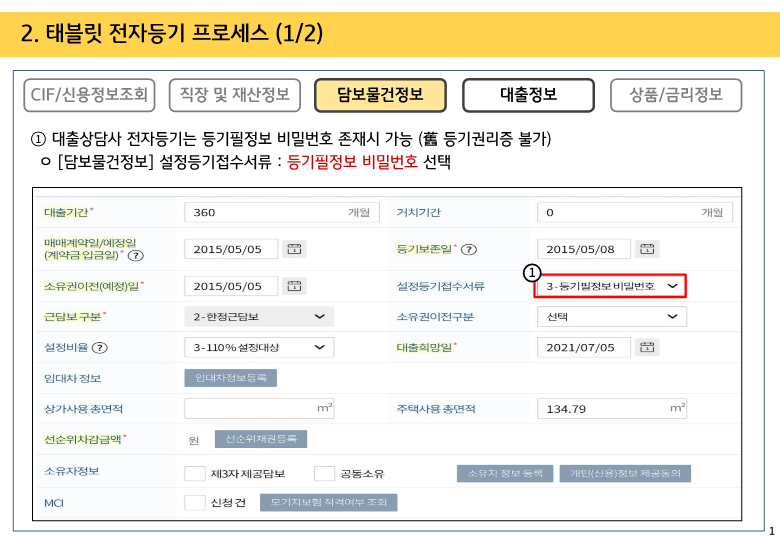 2. 태블릿 전자등기 프로세스 (1/2)
CIF/신용정보조회 직장 및 재산정보 담보물건정보 대출정보 상품/금리정보
① 대출상담사 전자등기는 등기필정보 비밀번호 존재시 가능 (舊 등기권리증 불가)
ㅇ [담보물건정보] 설정등기접수서류 : 등기필정보 비밀번호 선택
대출기간* 360 개월 거치기간 0 개월
매매계약일/예정일
(계약금 입금일)* ? 2015/05/05 등기보존일* ? 2015/05/08
①
소유권이전(예정)일* 2015/05/05 설정등기접수서류 3-등기필정보 비밀번호
근담보구분* 2-한정근담보 소유권이전구분 선택
설정비율 ? 3-110% 설정대상 대출희망일* 2021/07/05
임대차 정보 임대차정보등록
상가사용 총면적 m² 주택사용 총면적 134.79 m²
선순위차감금액* 원 선순위채권등록
소유자정보 제3자 제공담보 공동소유 소유자 정보 등록 개인(신용)정보 제공동의
MCI 신청 건 모기지보험 적격여부 조회
1